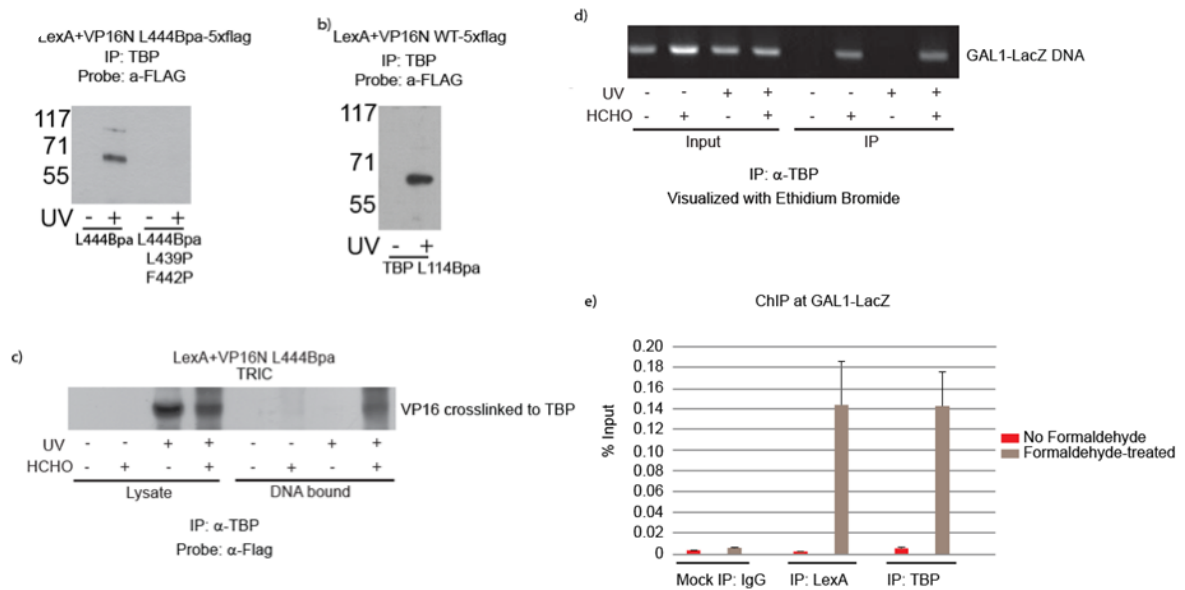 LexA+VP16N L444Bpa-5xflag
IP: TBP
Probe: a-FLAG
117
71
55
UV - + - +
L444Bpa L444Bpa
L439P
F442P
b)
LexA+VP16N WT-5xflag
IP: TBP
Probe: a-FLAG
117
71
55
UV - +
TBP L114Bpa
c)
LexA+VP16N L444Bpa
TRIC
VP16 crosslinked to TBP
UV - - + + - - + +
HCHO - + - + - + - +
Lysate DNA bound
IP: α-TBP
Probe: α-Flag
d)
GAL1-LacZ DNA
UV - - + + - - + +
HCHO - + - + - + - +
Input IP
IP: α-TBP
Visualized with Ethidium Bromide
e)
ChIP at GAL1-LacZ
% Input
0.20
0.18
0.16
0.14
0.12
0.10
0.08
0.06
0.04
0.02
0
Mock IP: IgG IP: LexA IP: TBP
No Formaldehyde
Formaldehyde-treated